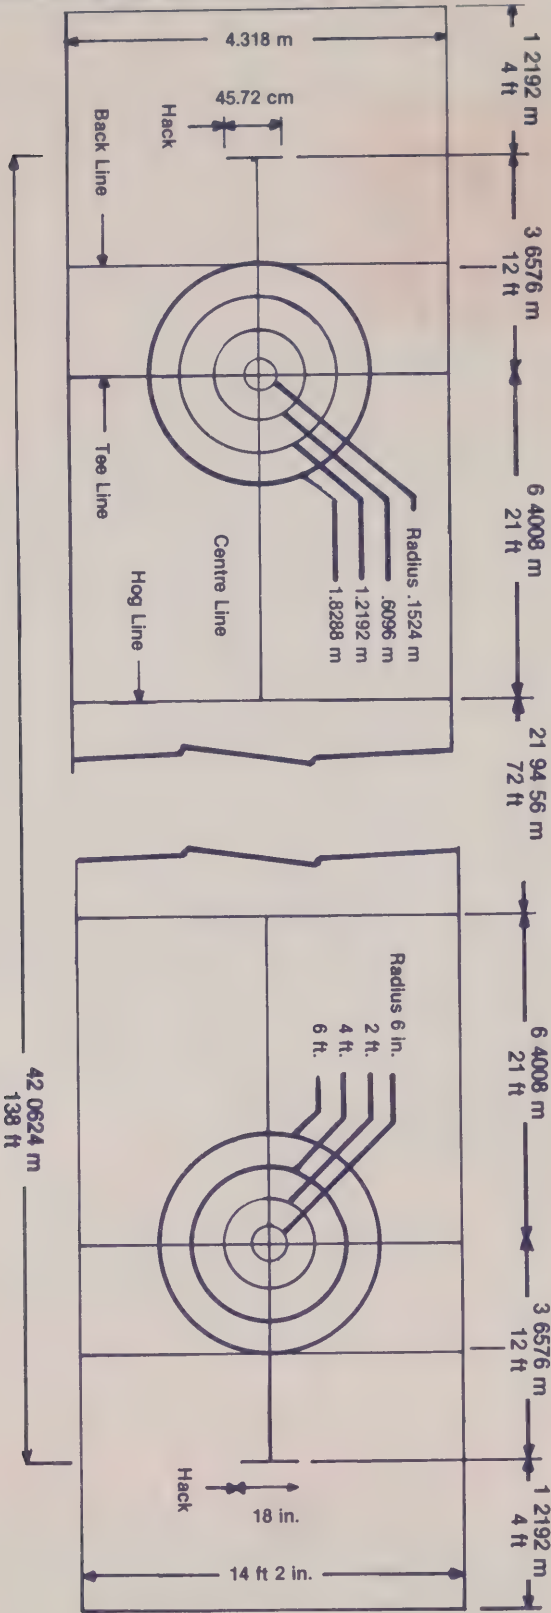 4.318 m
45.72 cm
Hack
Back Line
Tee Line
Centre Line
Hog Line
Radius .1524 m
.6096 m
1.2192 m
1.8288 m
1 2192 m
4 ft
3 6576 m
12 ft
6 4008 m
21 ft
21 94 56 m
72 ft
6 4008 m
21 ft
3 6576 m
12 ft
1 2192 m
4 ft
Radius 6 in.
2 ft.
4 ft.
6 ft.
Hack
18 in.
14 ft 2 in.
42 0624 m
138 ft